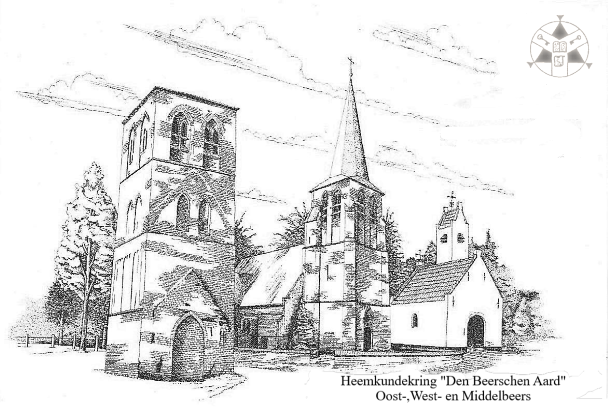 Heemkundekring "Den Beerschen Aard"
Oost-,West- en Middelbeers